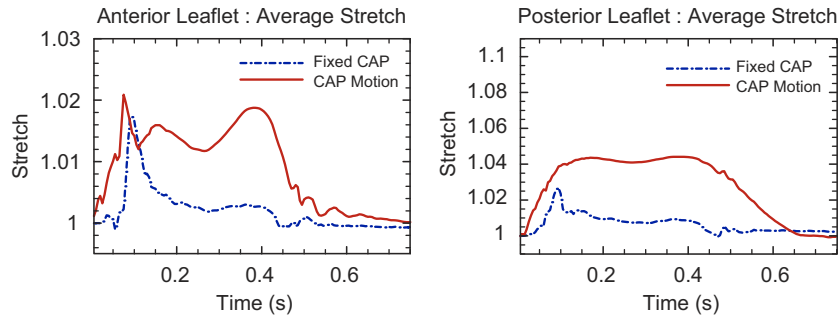 Anterior Leaflet : Average Stretch
1.03
1.02
1.01
1
Stretch
Fixed CAP
CAP Motion
0.2
0.4
0.6
Time (s)
Posterior Leaflet : Average Stretch
1.1
1.08
1.06
1.04
1.02
1
Stretch
Fixed CAP
CAP Motion
0.2
0.4
0.6
Time (s)